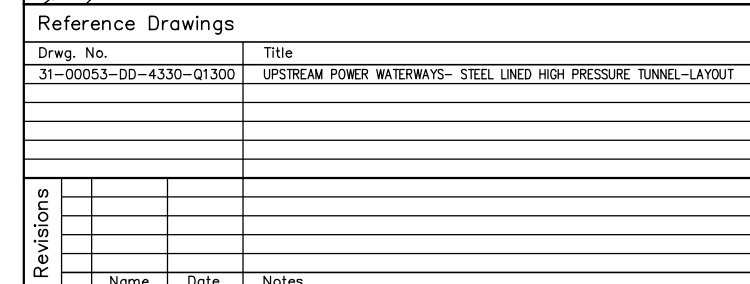 Reference Drawings
Drwg. No. Title
31-00053-DD-4330-Q1300 UPSTREAM POWER WATERWAYS- STEEL LINED HIGH PRESSURE TUNNEL-LAYOUT
Revisions
Name Date Notes